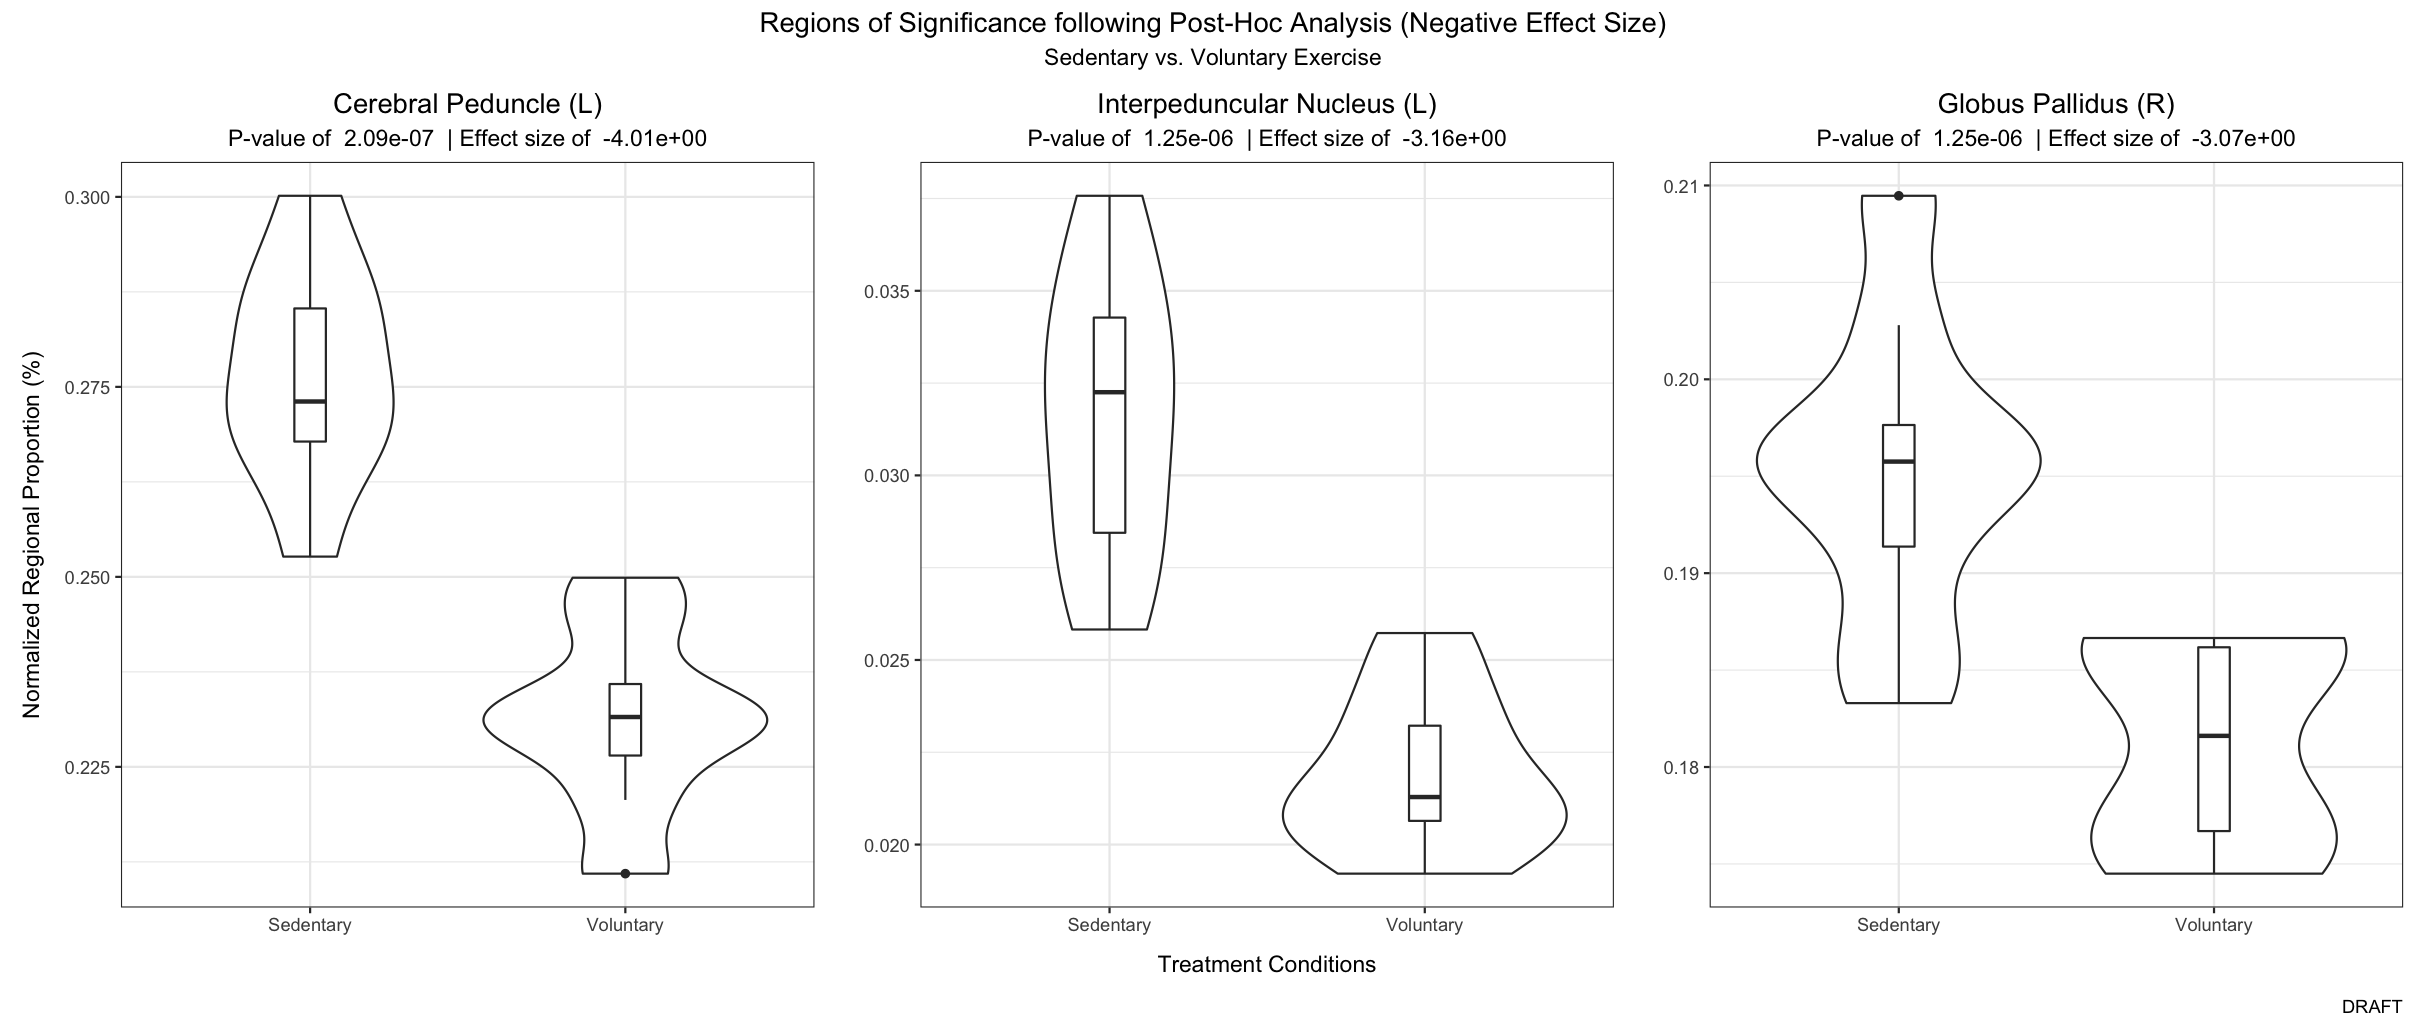 Regions of Significance following Post-Hoc Analysis (Negative Effect Size)
Sedentary vs. Voluntary Exercise
Cerebral Peduncle (L)
P-value of  2.09e-07  | Effect size of  -4.01e+00
Normalized Regional Proportion (%)
0.300
0.275
0.250
0.225
Sedentary
Voluntary
Interpeduncular Nucleus (L)
P-value of  1.25e-06  | Effect size of  -3.16e+00
0.035
0.030
0.025
0.020
Sedentary
Voluntary
Globus Pallidus (R)
P-value of  1.25e-06  | Effect size of  -3.07e+00
0.21
0.20
0.19
0.18
Sedentary
Voluntary
Treatment Conditions
DRAFT